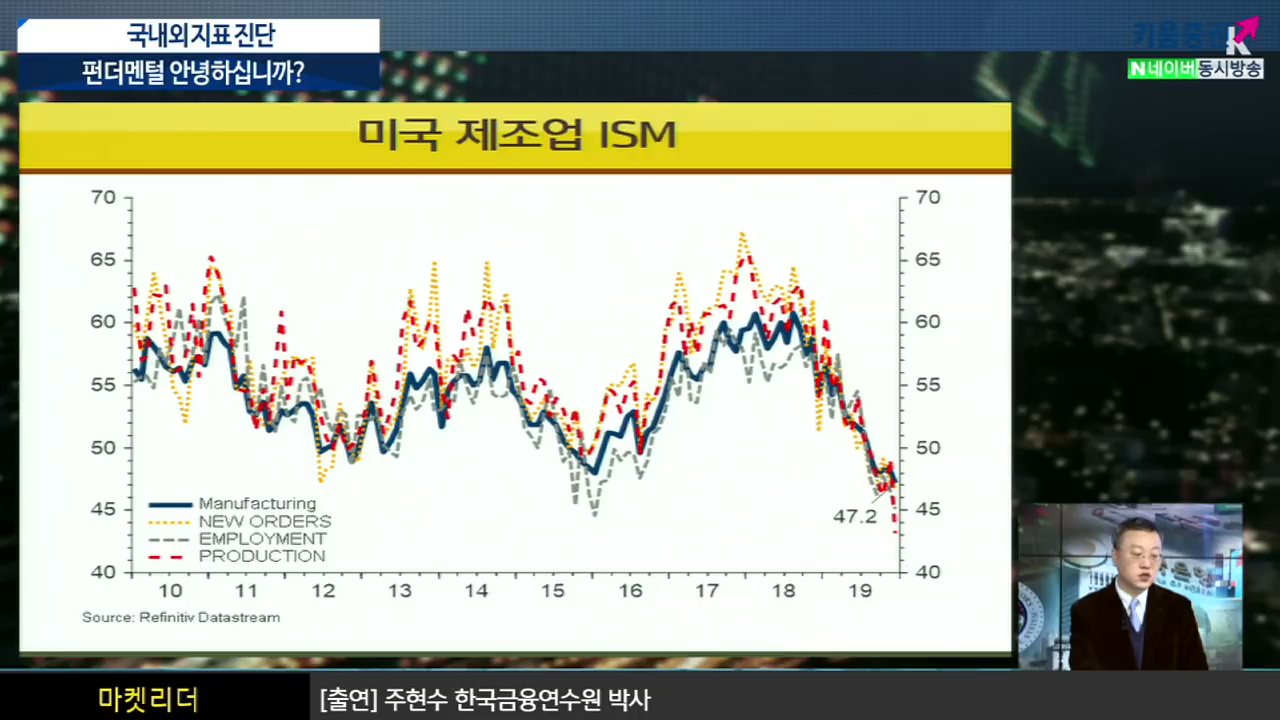 국내외지표진단
펀더멘털 안녕하십니까?
키움증권
K
N 네이버 동시방송
미국 제조업 ISM
70 70
65 65
60 60
55 55
50 50
45 45
40 40
Manufacturing
NEW ORDERS
EMPLOYMENT
PRODUCTION
47.2
10 11 12 13 14 15 16 17 18 19
Source: Refinitiv Datastream
마켓리더
[출연] 주현수 한국금융연수원 박사